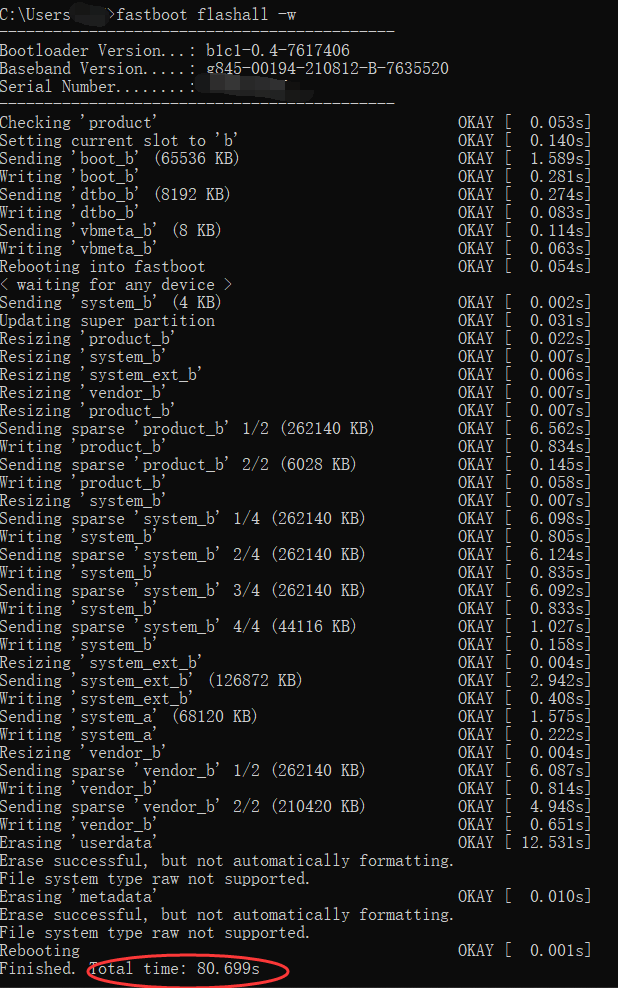 C:\Users >fastboot flashall -w
--------------------------------------------
Bootloader Version...: b1c1-0.4-7617406
Baseband Version.....: g845-00194-210812-B-7635520
Serial Number........:
--------------------------------------------
Checking 'product' OKAY [ 0.053s]
Setting current slot to 'b' OKAY [ 0.140s]
Sending 'boot_b' (65536 KB) OKAY [ 1.589s]
Writing 'boot_b' OKAY [ 0.281s]
Sending 'dtbo_b' (8192 KB) OKAY [ 0.274s]
Writing 'dtbo_b' OKAY [ 0.083s]
Sending 'vbmeta_b' (8 KB) OKAY [ 0.114s]
Writing 'vbmeta_b' OKAY [ 0.063s]
Rebooting into fastboot OKAY [ 0.054s]
< waiting for any device >
Sending 'system_b' (4 KB) OKAY [ 0.002s]
Updating super partition OKAY [ 0.031s]
Resizing 'product_b' OKAY [ 0.022s]
Resizing 'system_b' OKAY [ 0.007s]
Resizing 'system_ext_b' OKAY [ 0.006s]
Resizing 'vendor_b' OKAY [ 0.007s]
Resizing 'product_b' OKAY [ 0.007s]
Sending sparse 'product_b' 1/2 (262140 KB) OKAY [ 6.562s]
Writing 'product_b' OKAY [ 0.834s]
Sending sparse 'product_b' 2/2 (6028 KB) OKAY [ 0.145s]
Writing 'product_b' OKAY [ 0.058s]
Resizing 'system_b' OKAY [ 0.007s]
Sending sparse 'system_b' 1/4 (262140 KB) OKAY [ 6.098s]
Writing 'system_b' OKAY [ 0.805s]
Sending sparse 'system_b' 2/4 (262140 KB) OKAY [ 6.124s]
Writing 'system_b' OKAY [ 0.835s]
Sending sparse 'system_b' 3/4 (262140 KB) OKAY [ 6.092s]
Writing 'system_b' OKAY [ 0.833s]
Sending sparse 'system_b' 4/4 (44116 KB) OKAY [ 1.027s]
Writing 'system_b' OKAY [ 0.158s]
Resizing 'system_ext_b' OKAY [ 0.004s]
Sending 'system_ext_b' (126872 KB) OKAY [ 2.942s]
Writing 'system_ext_b' OKAY [ 0.408s]
Sending 'system_a' (68120 KB) OKAY [ 1.575s]
Writing 'system_a' OKAY [ 0.222s]
Resizing 'vendor_b' OKAY [ 0.004s]
Sending sparse 'vendor_b' 1/2 (262140 KB) OKAY [ 6.087s]
Writing 'vendor_b' OKAY [ 0.814s]
Sending sparse 'vendor_b' 2/2 (210420 KB) OKAY [ 4.948s]
Writing 'vendor_b' OKAY [ 0.651s]
Erasing 'userdata' OKAY [ 12.531s]
Erase successful, but not automatically formatting.
File system type raw not supported.
Erasing 'metadata' OKAY [ 0.010s]
Erase successful, but not automatically formatting.
File system type raw not supported.
Rebooting OKAY [ 0.001s]
Finished. Total time: 80.699s